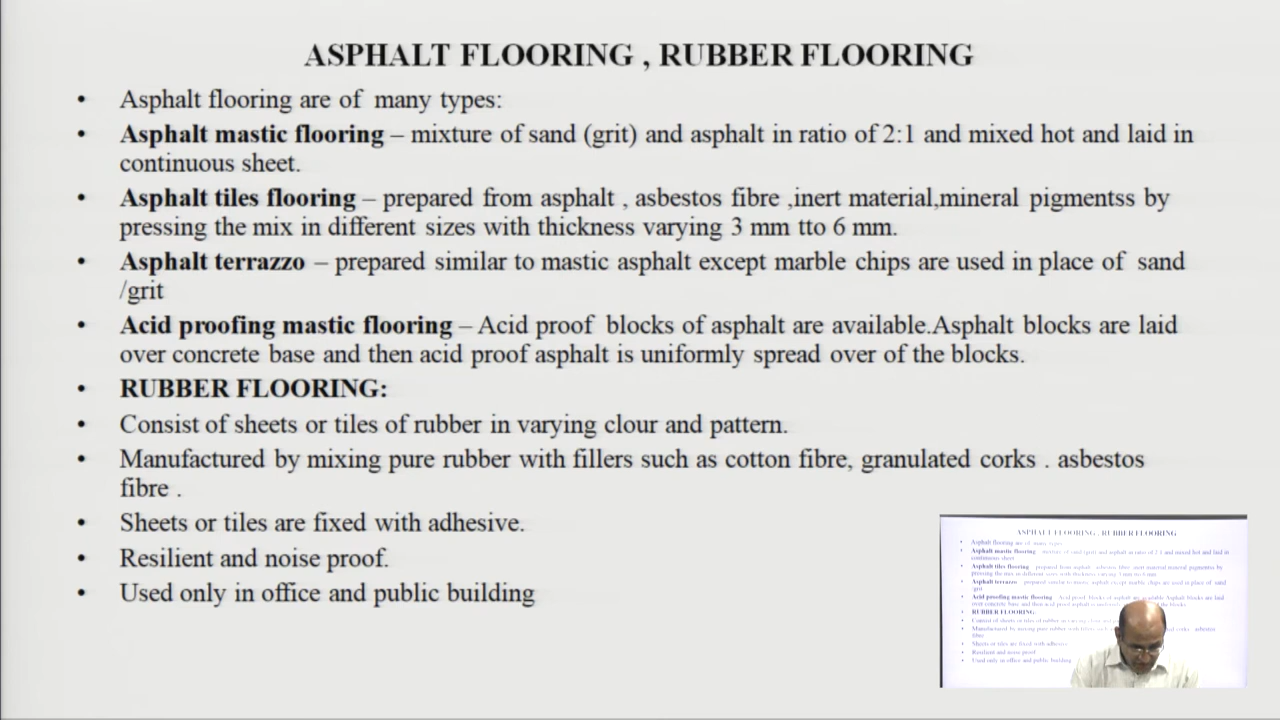 ASPHALT FLOORING , RUBBER FLOORING
• Asphalt flooring are of many types:
• Asphalt mastic flooring – mixture of sand (grit) and asphalt in ratio of 2:1 and mixed hot and laid in
continuous sheet.
• Asphalt tiles flooring – prepared from asphalt , asbestos fibre ,inert material,mineral pigmentss by
pressing the mix in different sizes with thickness varying 3 mm tto 6 mm.
• Asphalt terrazzo – prepared similar to mastic asphalt except marble chips are used in place of sand
/grit
• Acid proofing mastic flooring – Acid proof blocks of asphalt are available.Asphalt blocks are laid
over concrete base and then acid proof asphalt is uniformly spread over of the blocks.
• RUBBER FLOORING:
• Consist of sheets or tiles of rubber in varying clour and pattern.
• Manufactured by mixing pure rubber with fillers such as cotton fibre, granulated corks . asbestos
fibre .
• Sheets or tiles are fixed with adhesive.
• Resilient and noise proof.
• Used only in office and public building